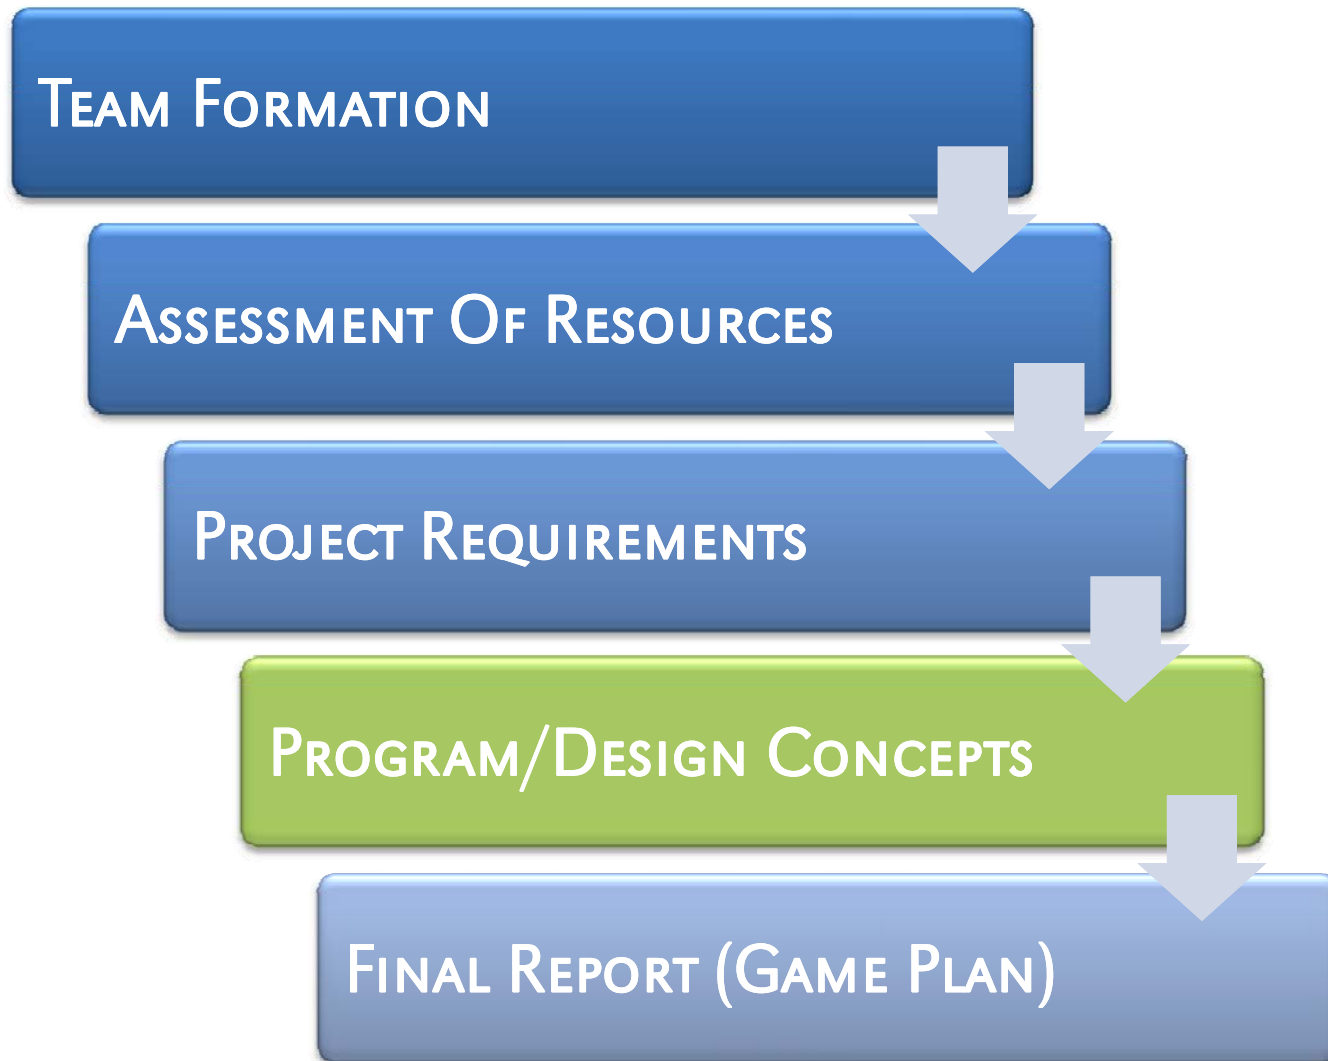 Team Formation
Assessment Of Resources
Project Requirements
Program/Design Concepts
Final Report (Game Plan)